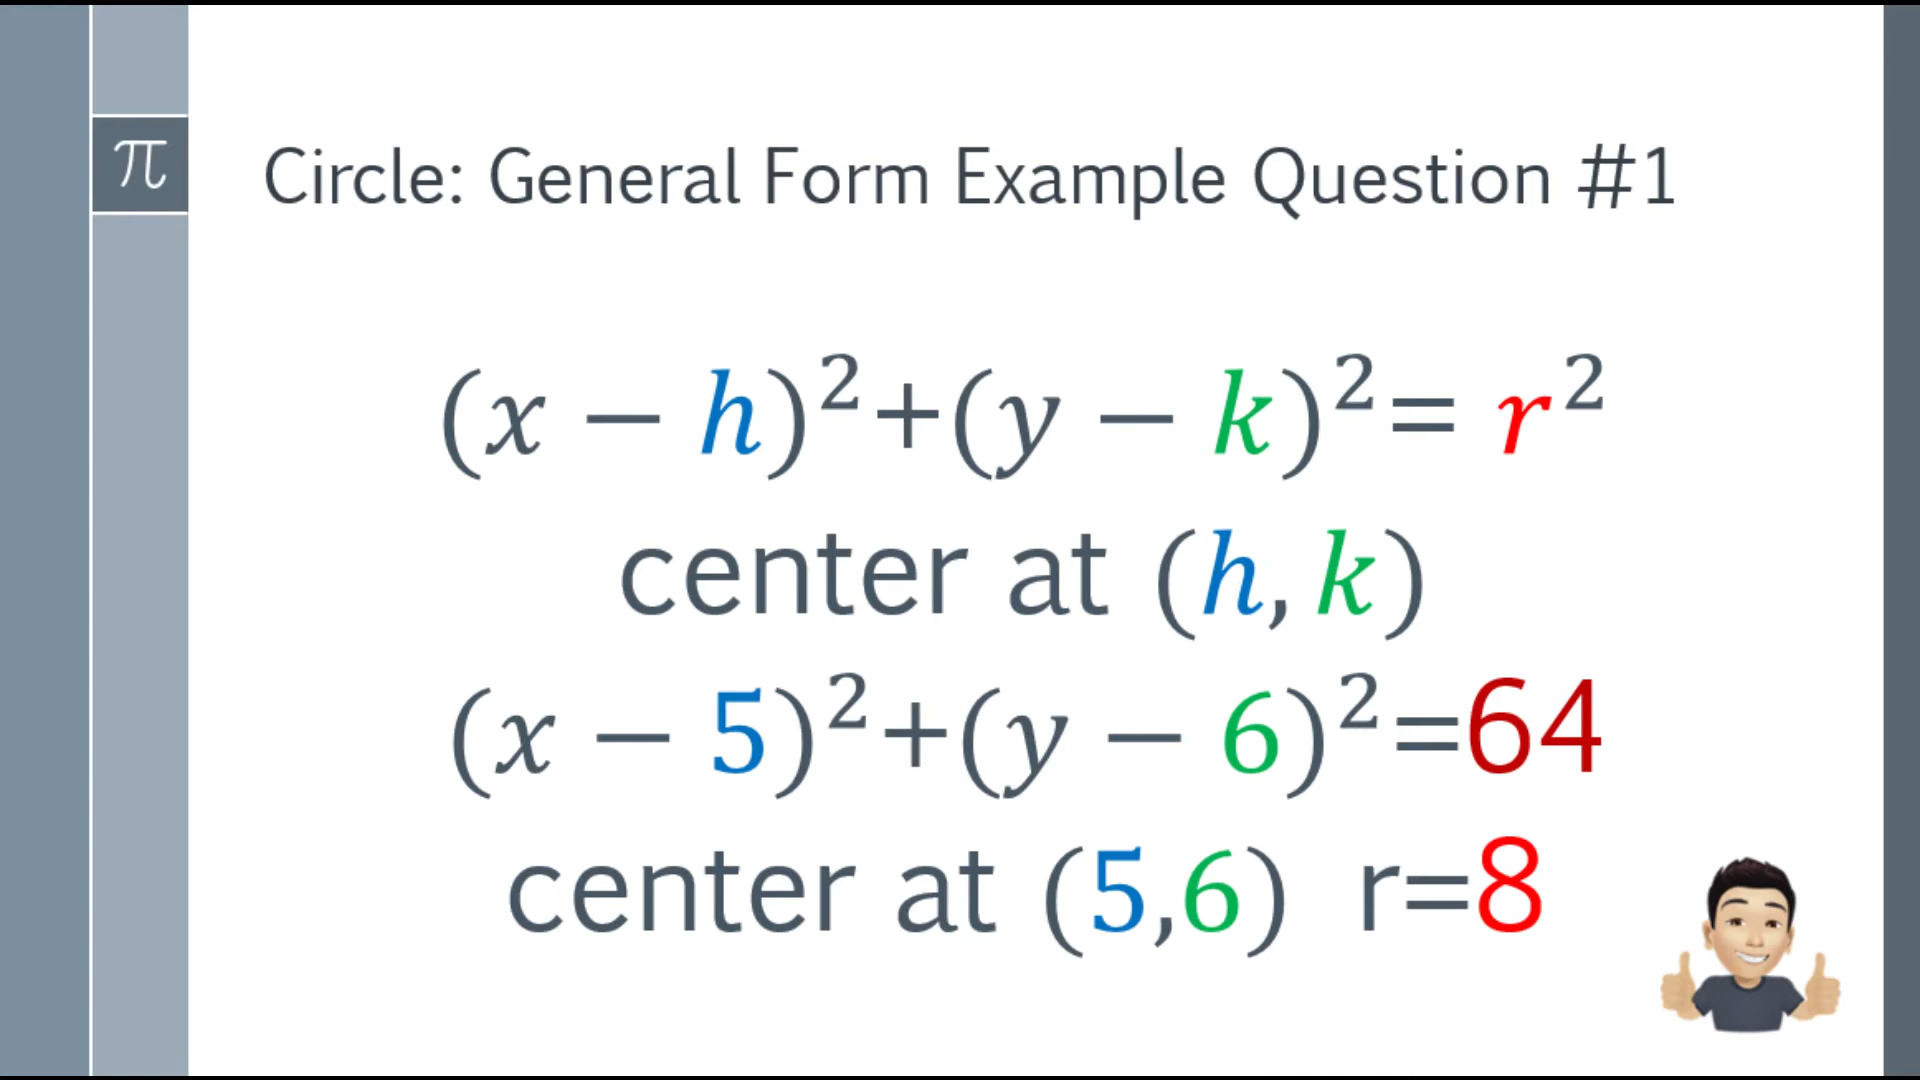 π
Circle: General Form Example Question #1
(x − h)²+(y − k)²= r²
center at (h, k)
(x − 5)²+(y − 6)²=64
center at (5,6) r=8